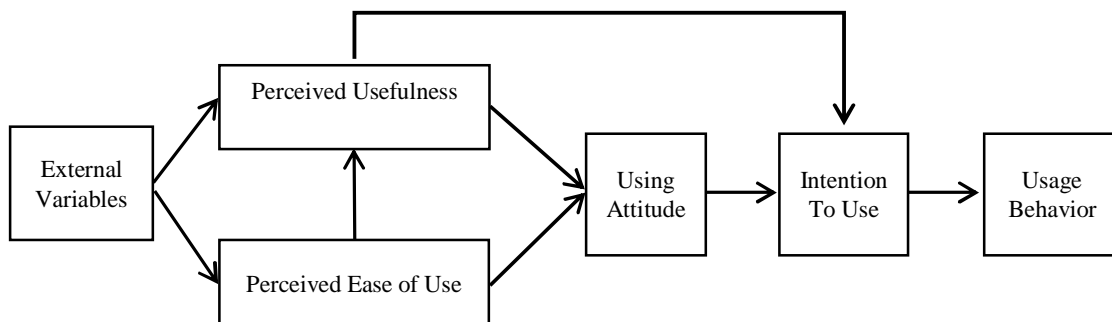 Perceived Usefulness
External
Variables
Using
Attitude
Intention
To Use
Usage
Behavior
Perceived Ease of Use